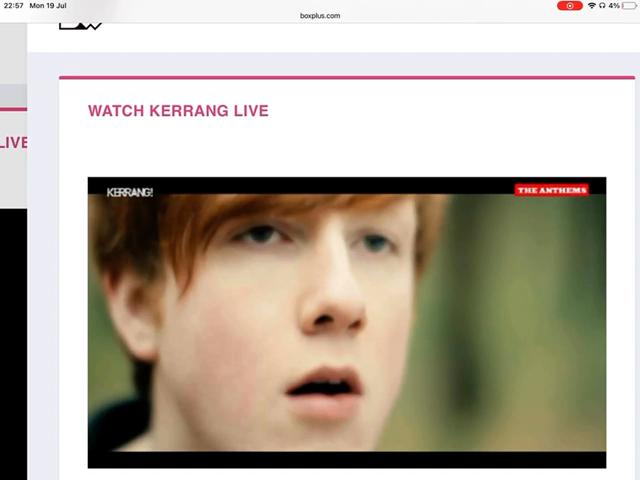 22:57 Mon 19 Jul
4%
boxplus.com
LIVE
WATCH KERRANG LIVE
KERRANG!
THE ANTHEMS